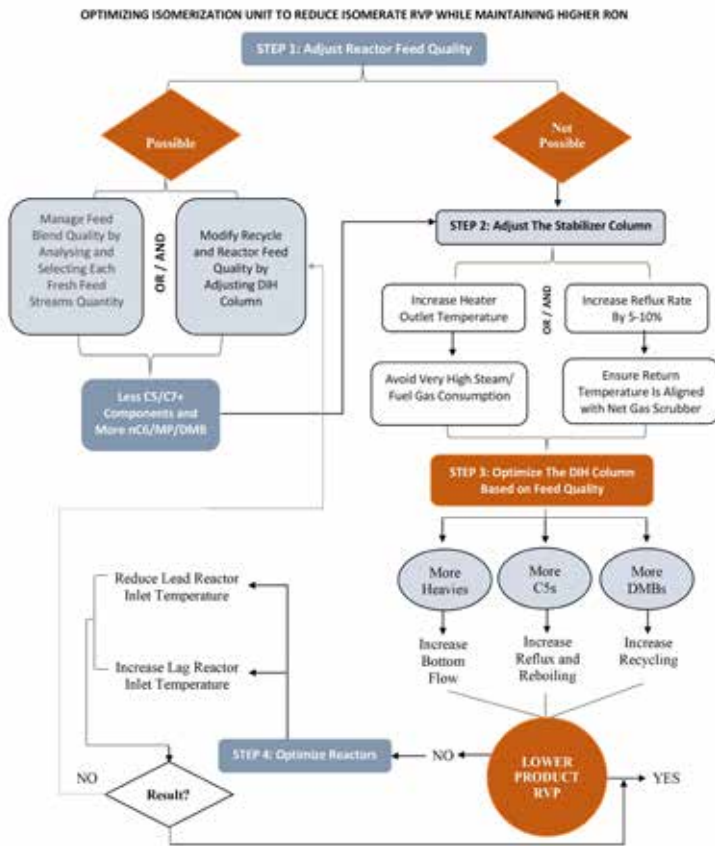 OPTIMIZING ISOMERIZATION UNIT TO REDUCE ISOMERATE RVP WHILE MAINTAINING HIGHER RON
STEP 1: Adjust Reactor Feed Quality
Possible
Not
Possible
Manage Feed
Blend Quality by
Analysing and
Selecting Each
Fresh Feed
Streams Quantity
OR / AND
Modify Recycle
and Reactor Feed
Quality by
Adjusting DIH
Column
Less C5/C7+
Components and
More nC6/MP/DMB
STEP 2: Adjust The Stabilizer Column
Increase Heater
Outlet Temperature
OR / AND
Increase Reflux Rate
By 5-10%
Avoid Very High Steam/
Fuel Gas Consumption
Ensure Return
Temperature Is Aligned
with Net Gas Scrubber
STEP 3: Optimize The DIH Column
Based on Feed Quality
More
Heavies
More
C5s
More
DMBs
Increase
Bottom
Flow
Increase
Reflux and
Reboiling
Increase
Recycling
Reduce Lead Reactor
Inlet Temperature
Increase Lag Reactor
Inlet Temperature
STEP 4: Optimize Reactors
NO
LOWER
PRODUCT
RVP
YES
NO
Result?